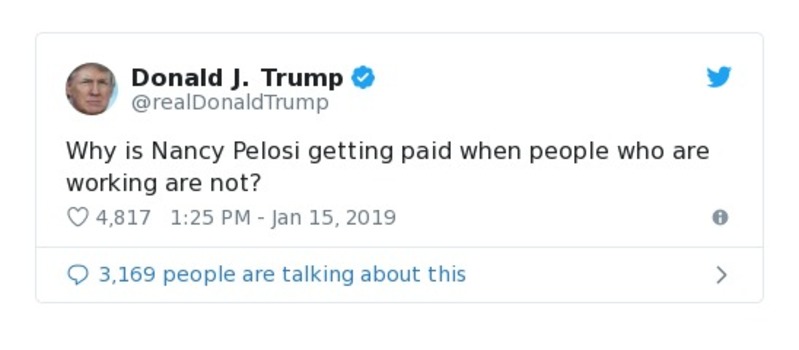 Donald J. Trump
@realDonaldTrump
Why is Nancy Pelosi getting paid when people who are
working are not?
4,817 1:25 PM - Jan 15, 2019
3,169 people are talking about this